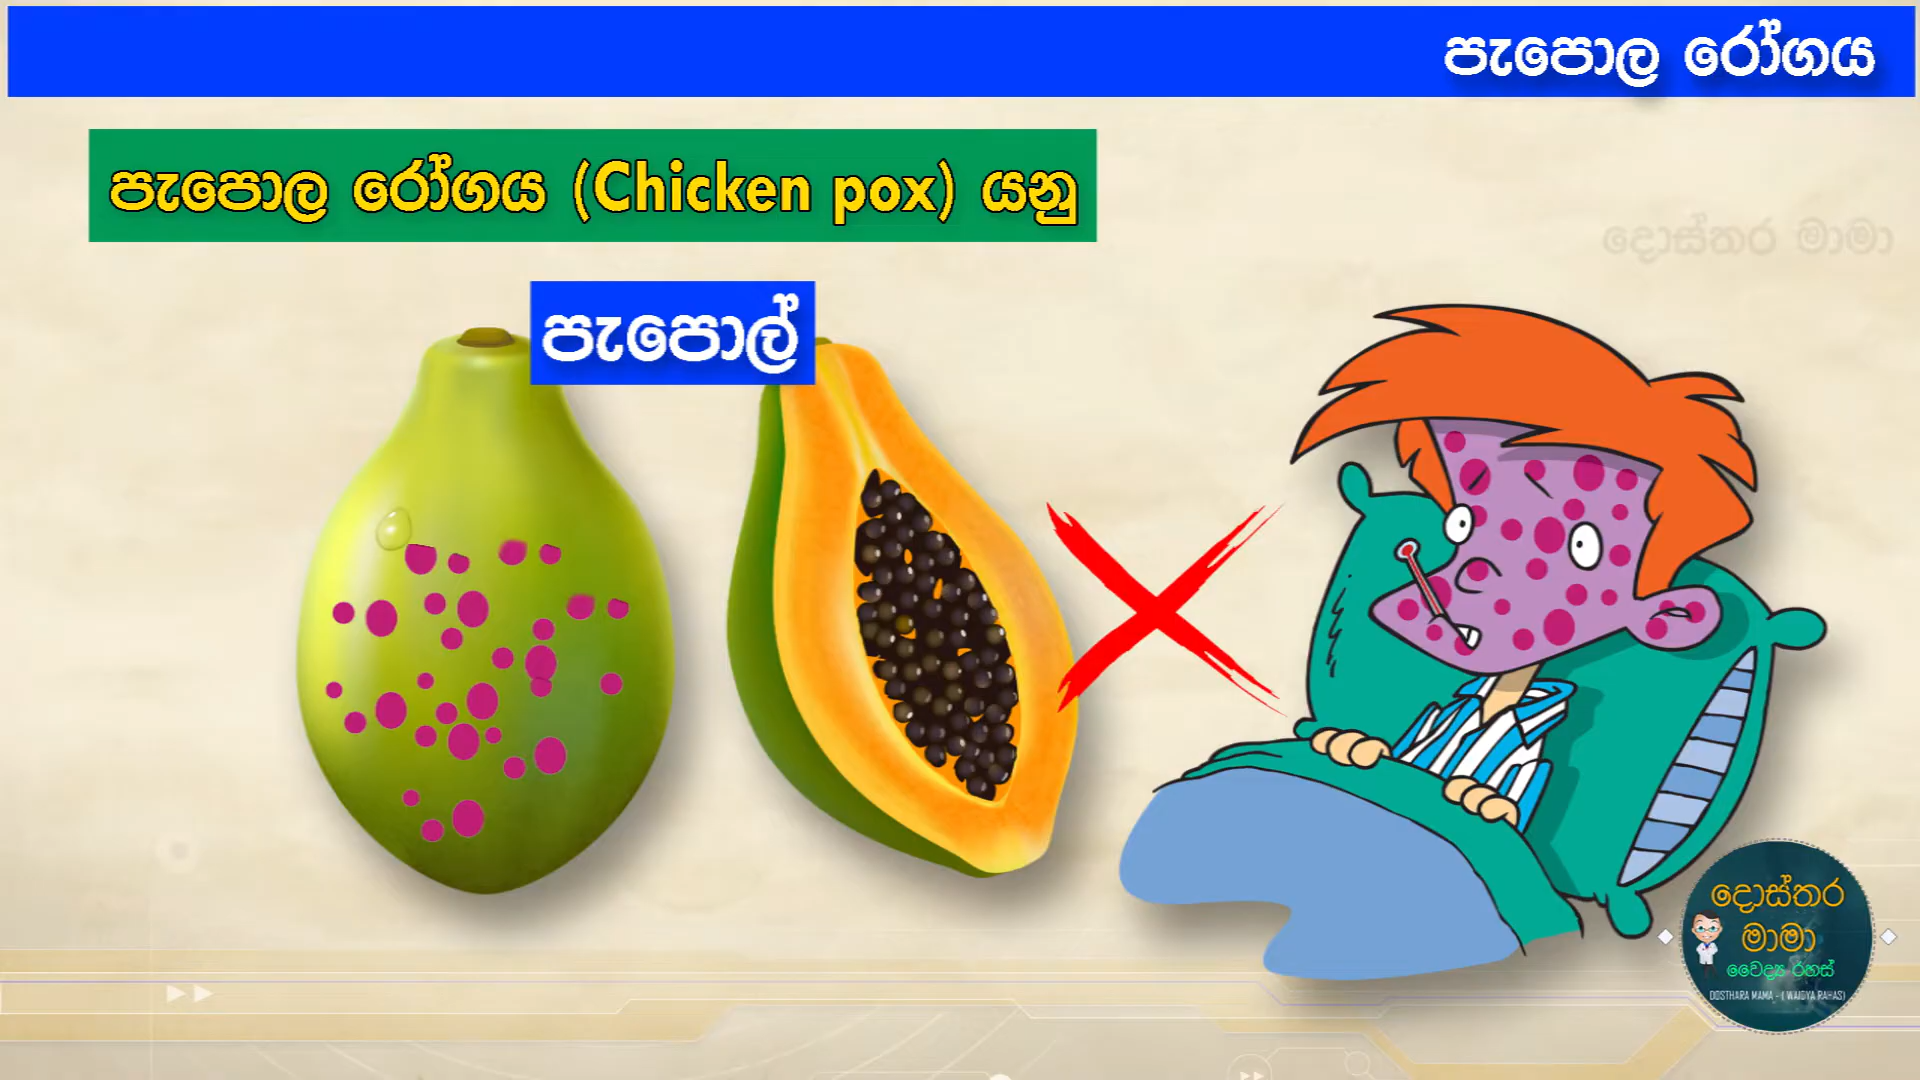 පැපොල රෝගය
පැපොල රෝගය (Chicken pox) යනු
දොස්තර මාමා
පැපොල්
දොස්තර
මාමා
වෛද්‍ය රහස්
DOSTHARA MAMA - ( WAIDYA RAHAS)